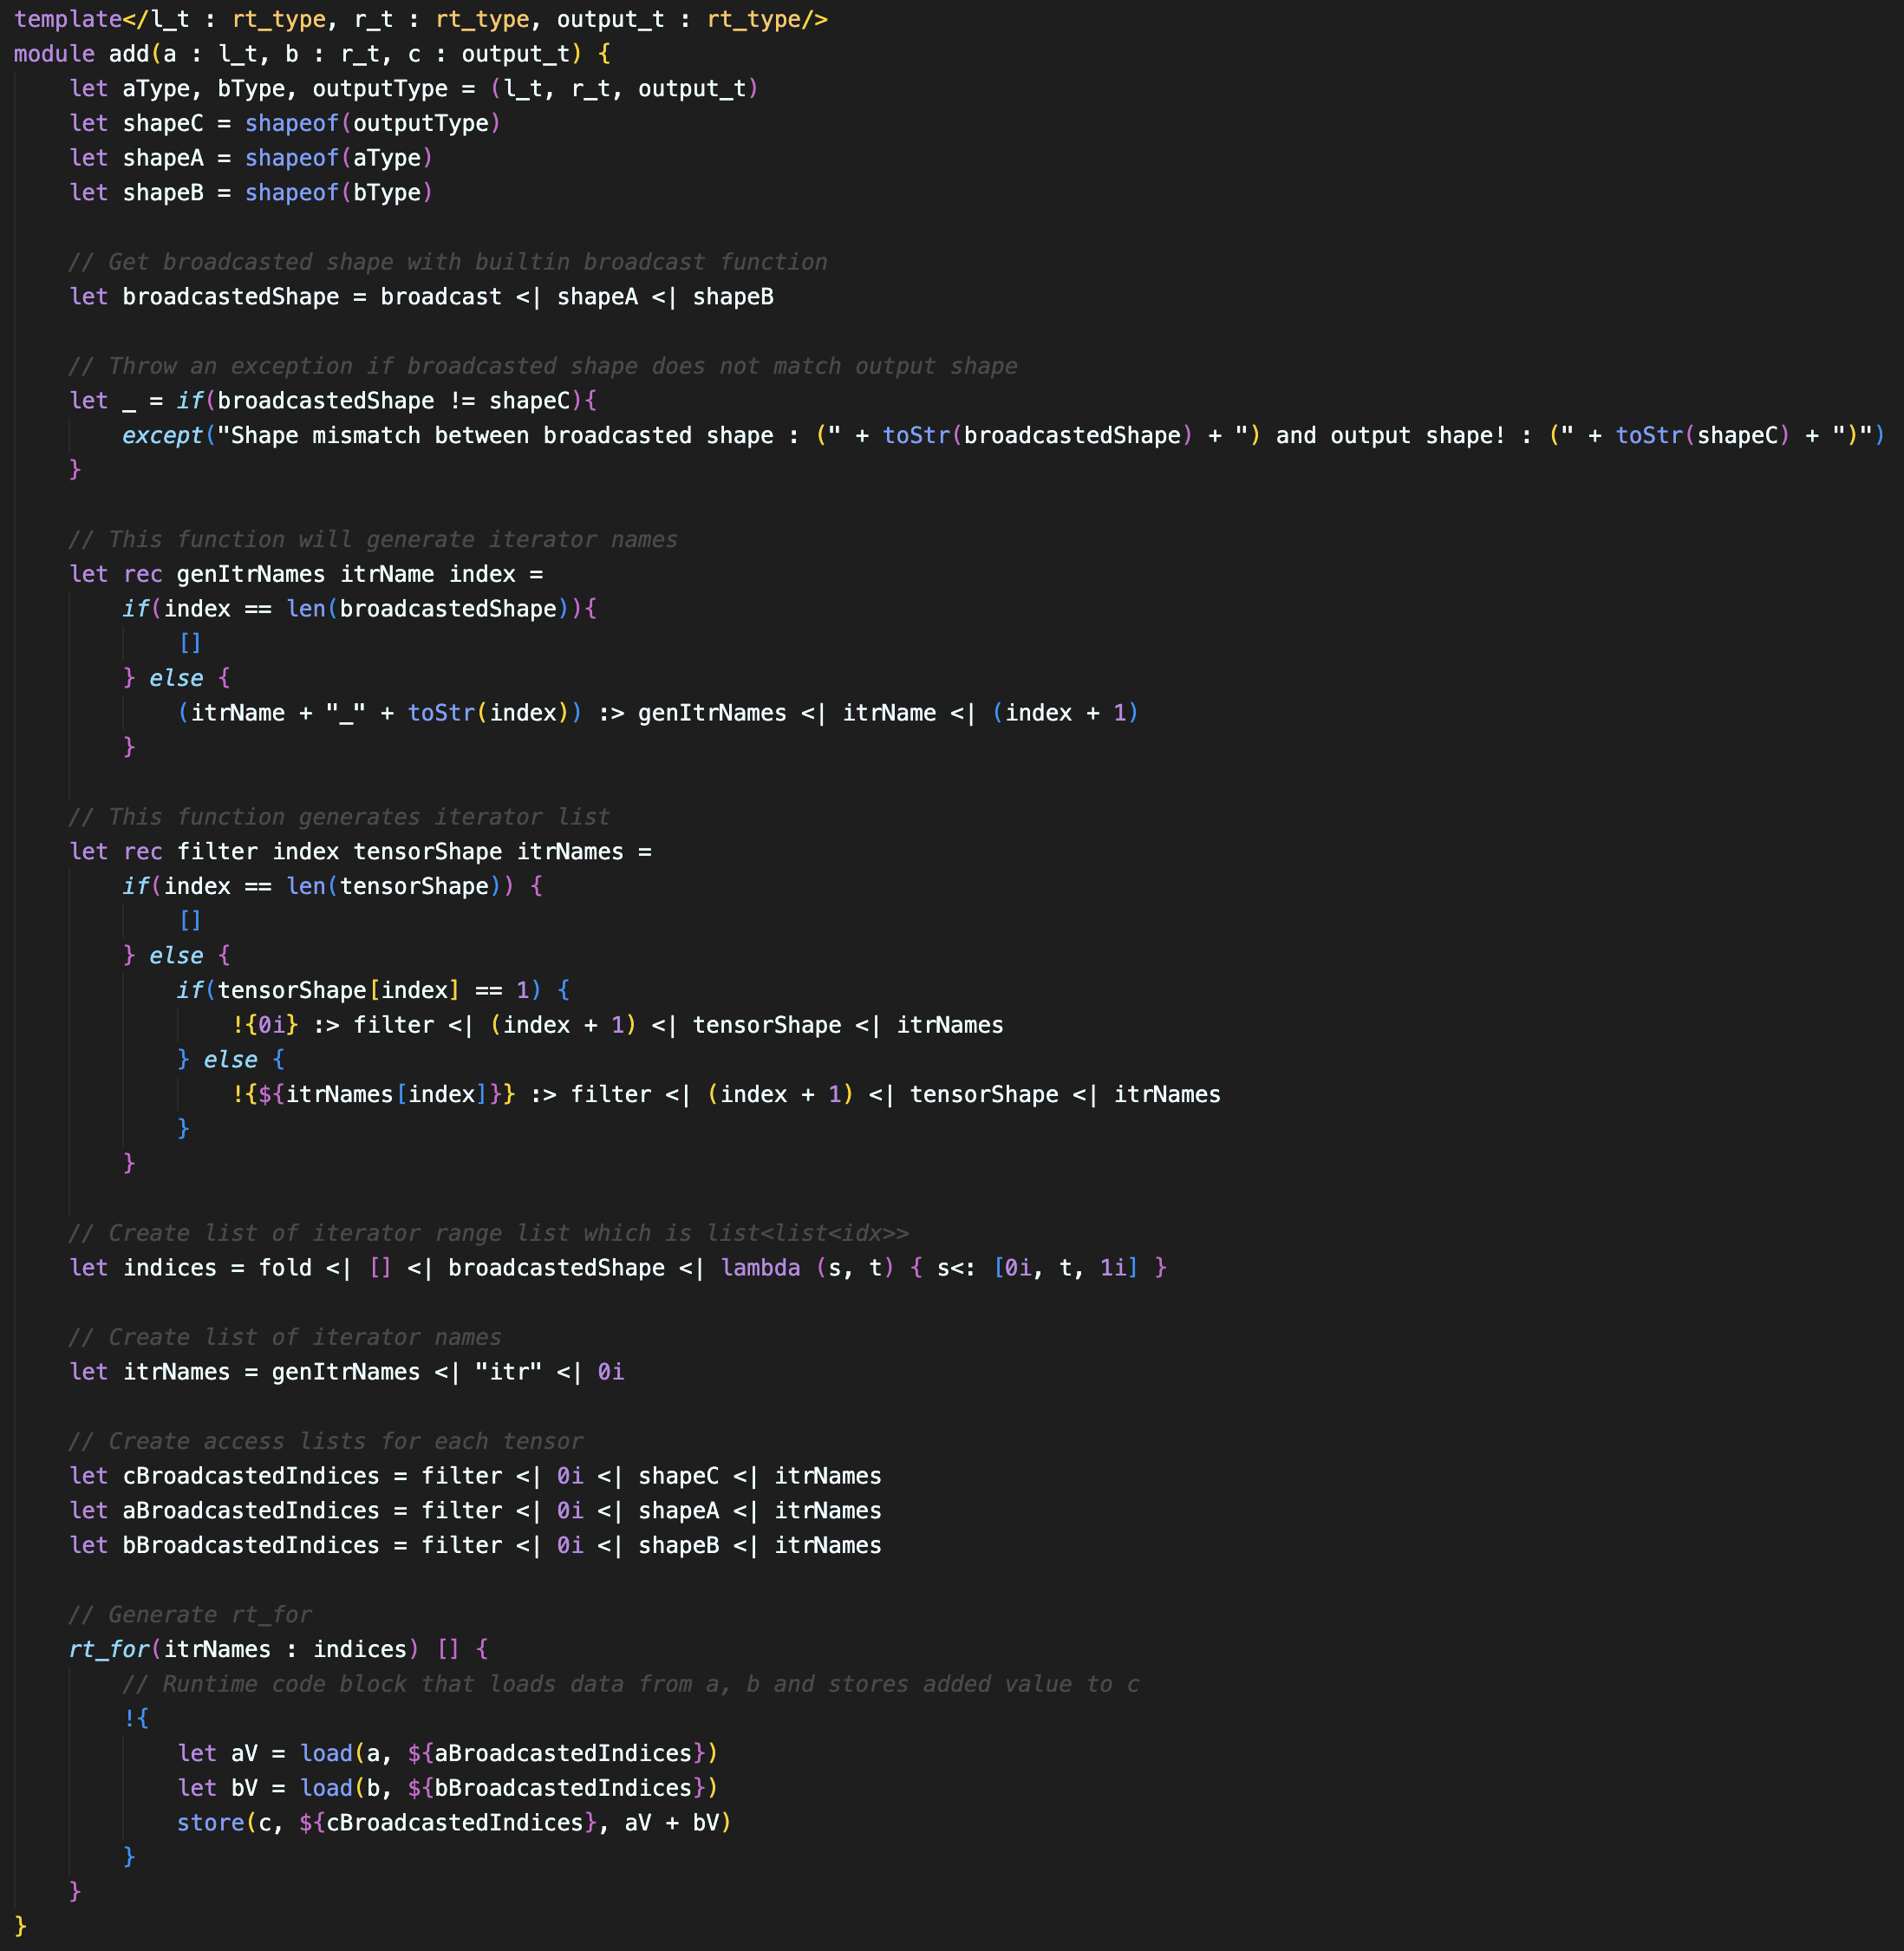 template</l_t : rt_type, r_t : rt_type, output_t : rt_type/>
module add(a : l_t, b : r_t, c : output_t) {
    let aType, bType, outputType = (l_t, r_t, output_t)
    let shapeC = shapeof(outputType)
    let shapeA = shapeof(aType)
    let shapeB = shapeof(bType)

    // Get broadcasted shape with builtin broadcast function
    let broadcastedShape = broadcast <| shapeA <| shapeB

    // Throw an exception if broadcasted shape does not match output shape
    let _ = if(broadcastedShape != shapeC){
        except("Shape mismatch between broadcasted shape : (" + toStr(broadcastedShape) + ") and output shape! : (" + toStr(shapeC) + ")")
    }

    // This function will generate iterator names
    let rec genItrNames itrName index =
        if(index == len(broadcastedShape)){
            []
        } else {
            (itrName + "_" + toStr(index)) :> genItrNames <| itrName <| (index + 1)
        }

    // This function generates iterator list
    let rec filter index tensorShape itrNames =
        if(index == len(tensorShape)) {
            []
        } else {
            if(tensorShape[index] == 1) {
                !{0i} :> filter <| (index + 1) <| tensorShape <| itrNames
            } else {
                !{${itrNames[index]}} :> filter <| (index + 1) <| tensorShape <| itrNames
            }
        }

    // Create list of iterator range list which is list<list<idx>>
    let indices = fold <| [] <| broadcastedShape <| lambda (s, t) { s<: [0i, t, 1i] }

    // Create list of iterator names
    let itrNames = genItrNames <| "itr" <| 0i

    // Create access lists for each tensor
    let cBroadcastedIndices = filter <| 0i <| shapeC <| itrNames
    let aBroadcastedIndices = filter <| 0i <| shapeA <| itrNames
    let bBroadcastedIndices = filter <| 0i <| shapeB <| itrNames

    // Generate rt_for
    rt_for(itrNames : indices) [] {
        // Runtime code block that loads data from a, b and stores added value to c
        !{
            let aV = load(a, ${aBroadcastedIndices})
            let bV = load(b, ${bBroadcastedIndices})
            store(c, ${cBroadcastedIndices}, aV + bV)
        }
    }
}